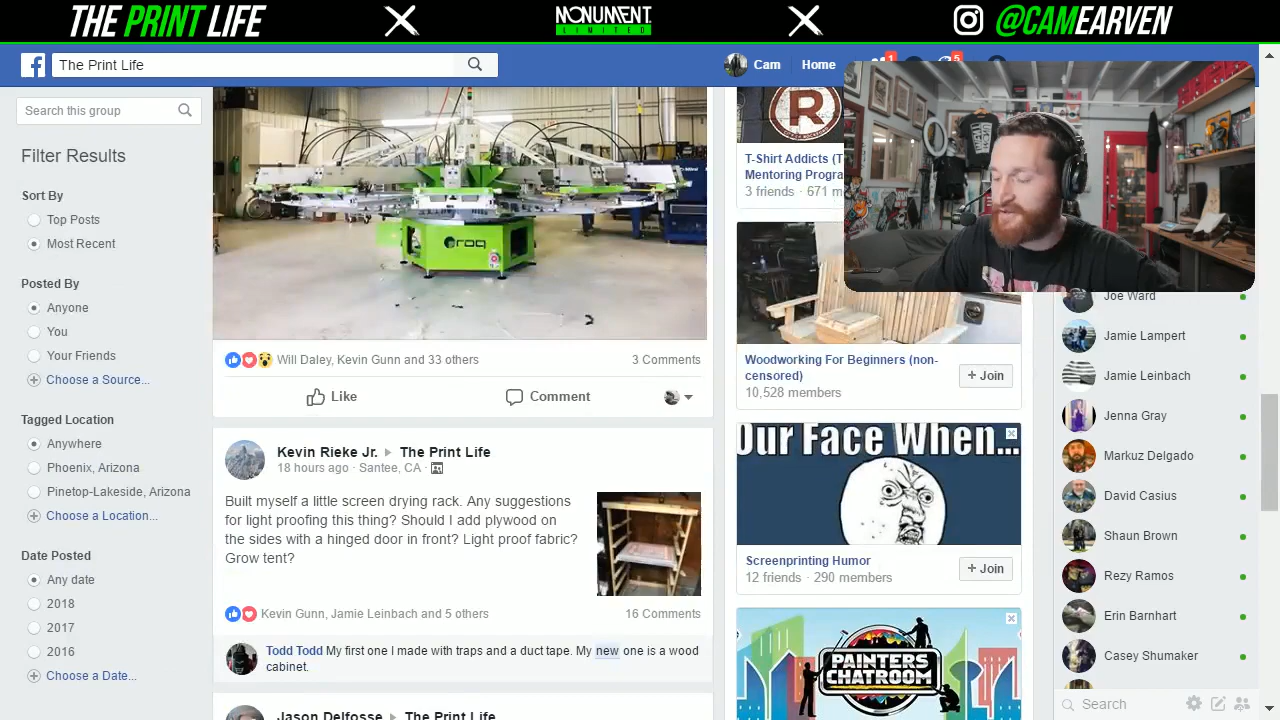 THE PRINT LIFE
MONUMENT
LIMITED
@CAMEARVEN
The Print Life
Cam
Home
1
5
Search this group
Filter Results
Sort By
Top Posts
Most Recent
Posted By
Anyone
You
Your Friends
Choose a Source...
Tagged Location
Anywhere
Phoenix, Arizona
Pinetop-Lakeside, Arizona
Choose a Location...
Date Posted
Any date
2018
2017
2016
Choose a Date...
roq
Will Daley, Kevin Gunn and 33 others
3 Comments
Like
Comment
Kevin Rieke Jr. ▸ The Print Life
18 hours ago · Santee, CA ·
Built myself a little screen drying rack. Any suggestions
for light proofing this thing? Should I add plywood on
the sides with a hinged door in front? Light proof fabric?
Grow tent?
Kevin Gunn, Jamie Leinbach and 5 others
16 Comments
Todd Todd My first one I made with traps and a duct tape. My new one is a wood
cabinet.
Jason Delfosse ▸ The Print Life
R
T-Shirt Addicts (T
Mentoring Progra
3 friends · 671 m
Woodworking For Beginners (non-
censored)
10,528 members
+ Join
Our Face When...
Screenprinting Humor
12 friends · 290 members
+ Join
PAINTERS
CHATROOM
Joe Ward
Jamie Lampert
Jamie Leinbach
Jenna Gray
Markuz Delgado
David Casius
Shaun Brown
Rezy Ramos
Erin Barnhart
Casey Shumaker
Search